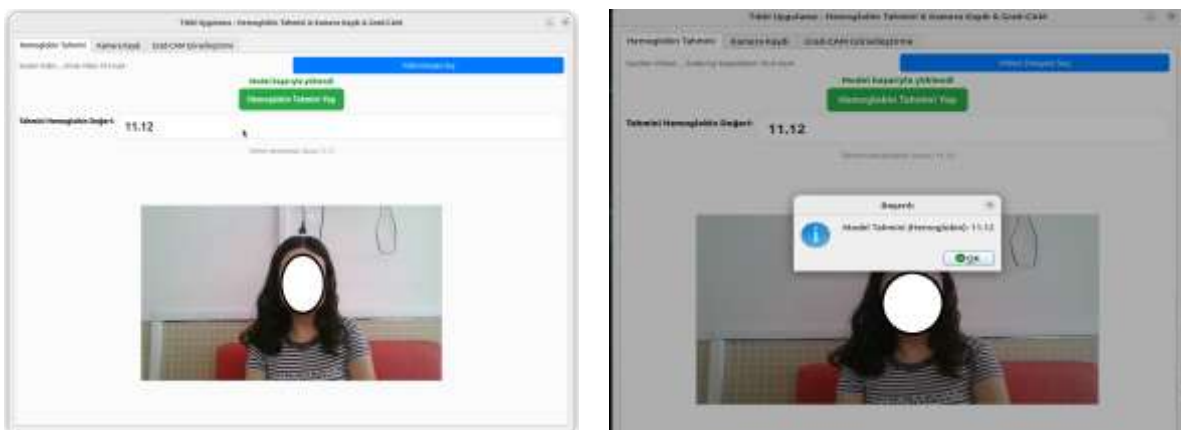 Tıbbi Uygulama - Hemoglobin Tahmini & Kamera Kaydı & Grad-CAM
Hemoglobin Tahmini Kamera Kaydı Grad-CAM Görselleştirme
Model başarıyla yüklendi
Hemoglobin Tahmini Yap
Tahmini Hemoglobin Değeri:
11.12
Tıbbi Uygulama - Hemoglobin Tahmini & Kamera Kaydı & Grad-CAM
Hemoglobin Tahmini Kamera Kaydı Grad-CAM Görselleştirme
Model başarıyla yüklendi
Hemoglobin Tahmini Yap
Tahmini Hemoglobin Değeri:
11.12
Başarılı
Model Tahmini (Hemoglobin): 11.12
OK